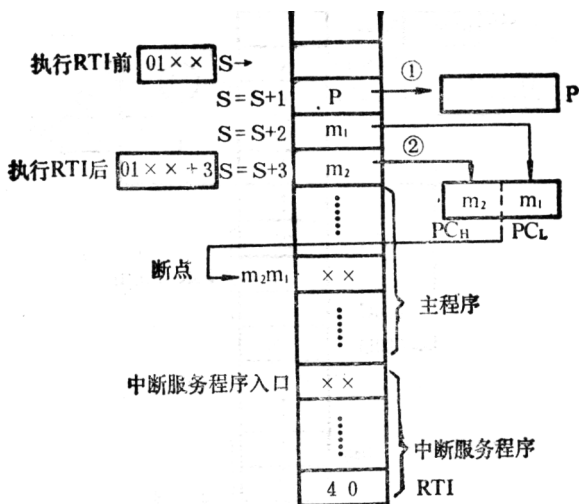 ①
执行RTI前 01×× S→
S=S+1 P P
S=S+2 m₁
②
执行RTI后 01××+3 S=S+3 m₂
m₂ m₁
PCH PCL
断点 m₂m₁ ××
主程序
中断服务程序入口 ××
中断服务程序
40 RTI